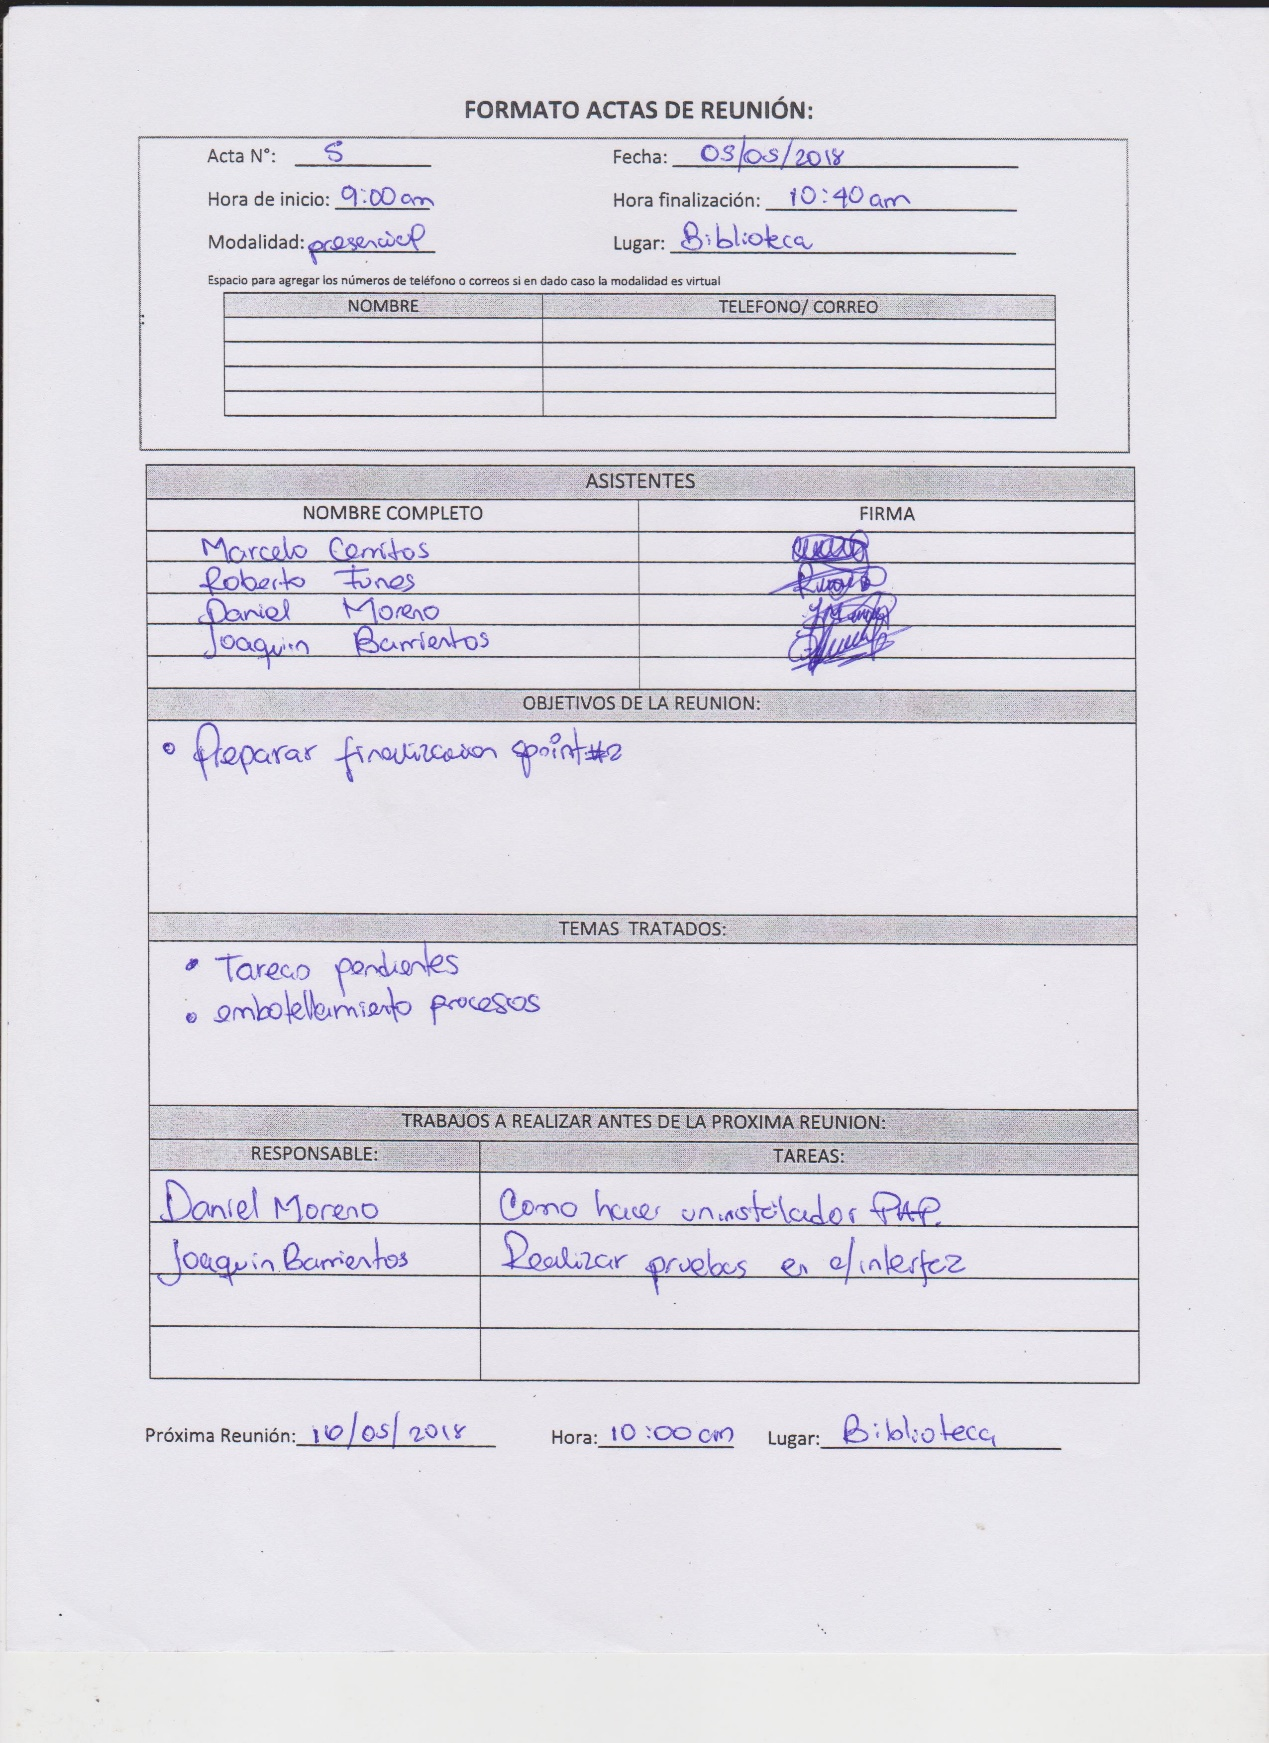 FORMATO ACTAS DE REUNIÓN:
Acta N°: 5 Fecha: 05/05/2018
Hora de inicio: 9:00 am Hora finalización: 10:40 am
Modalidad: presencial Lugar: Biblioteca
Espacio para agregar los números de teléfono o correos si en dado caso la modalidad es virtual
NOMBRE TELEFONO/ CORREO
ASISTENTES
NOMBRE COMPLETO FIRMA
Marcelo Cerritos
Roberto Funes
Daniel Moreno
Joaquin Barrientos
OBJETIVOS DE LA REUNION:
• Preparar finalizacion sprint #2
TEMAS TRATADOS:
• Tareas pendientes
• embotellamiento procesos
TRABAJOS A REALIZAR ANTES DE LA PROXIMA REUNION:
RESPONSABLE: TAREAS:
Daniel Moreno Como hacer un instalador PAP.
Joaquin Barrientos Realizar pruebas en el interfaz
Próxima Reunión: /05/2018 Hora: 10:00 am Lugar: Biblioteca